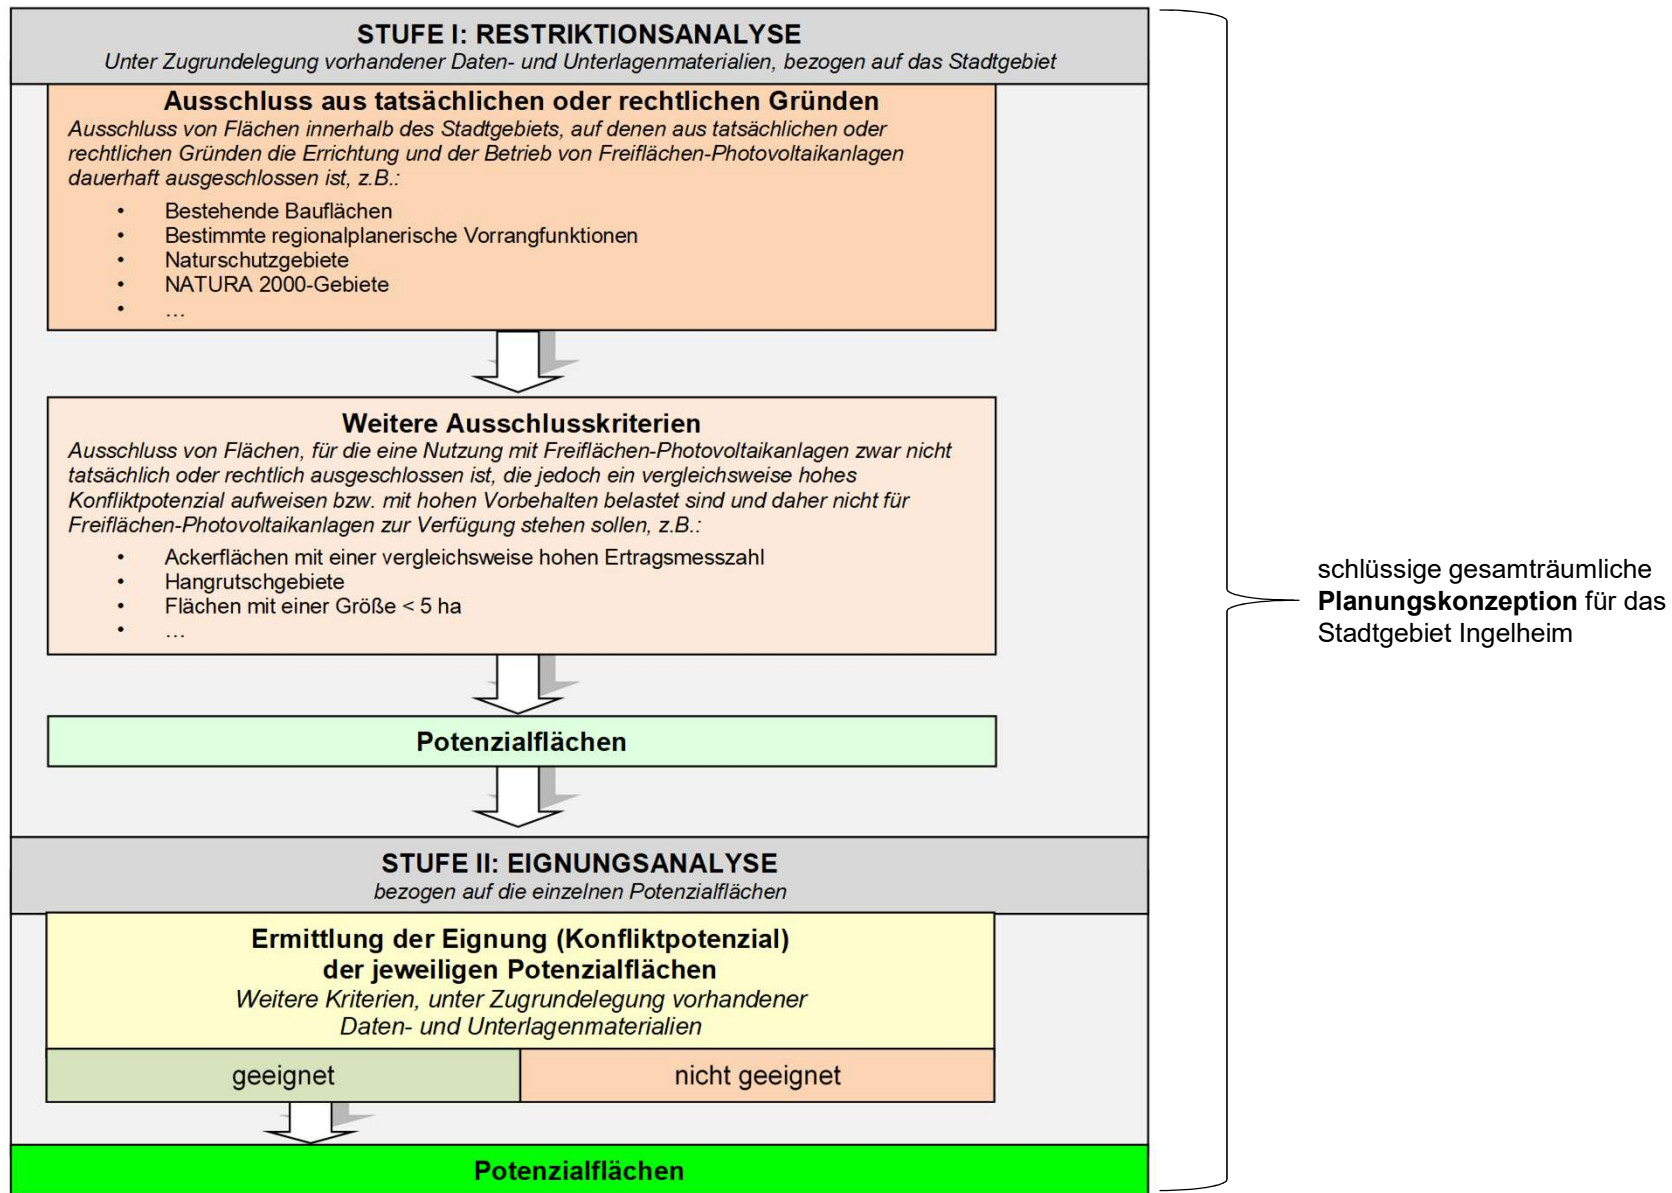 STUFE I: RESTRIKTIONSANALYSE
Unter Zugrundelegung vorhandener Daten- und Unterlagenmaterialien, bezogen auf das Stadtgebiet
Ausschluss aus tatsächlichen oder rechtlichen Gründen
Ausschluss von Flächen innerhalb des Stadtgebiets, auf denen aus tatsächlichen oder
rechtlichen Gründen die Errichtung und der Betrieb von Freiflächen-Photovoltaikanlagen
dauerhaft ausgeschlossen ist, z.B.:
• Bestehende Bauflächen
• Bestimmte regionalplanerische Vorrangfunktionen
• Naturschutzgebiete
• NATURA 2000-Gebiete
• …
Weitere Ausschlusskriterien
Ausschluss von Flächen, für die eine Nutzung mit Freiflächen-Photovoltaikanlagen zwar nicht
tatsächlich oder rechtlich ausgeschlossen ist, die jedoch ein vergleichsweise hohes
Konfliktpotenzial aufweisen bzw. mit hohen Vorbehalten belastet sind und daher nicht für
Freiflächen-Photovoltaikanlagen zur Verfügung stehen sollen, z.B.:
• Ackerflächen mit einer vergleichsweise hohen Ertragsmesszahl
• Hangrutschgebiete
• Flächen mit einer Größe < 5 ha
• …
Potenzialflächen
STUFE II: EIGNUNGSANALYSE
bezogen auf die einzelnen Potenzialflächen
Ermittlung der Eignung (Konfliktpotenzial)
der jeweiligen Potenzialflächen
Weitere Kriterien, unter Zugrundelegung vorhandener
Daten- und Unterlagenmaterialien
geeignet
nicht geeignet
Potenzialflächen
schlüssige gesamträumliche
Planungskonzeption für das
Stadtgebiet Ingelheim